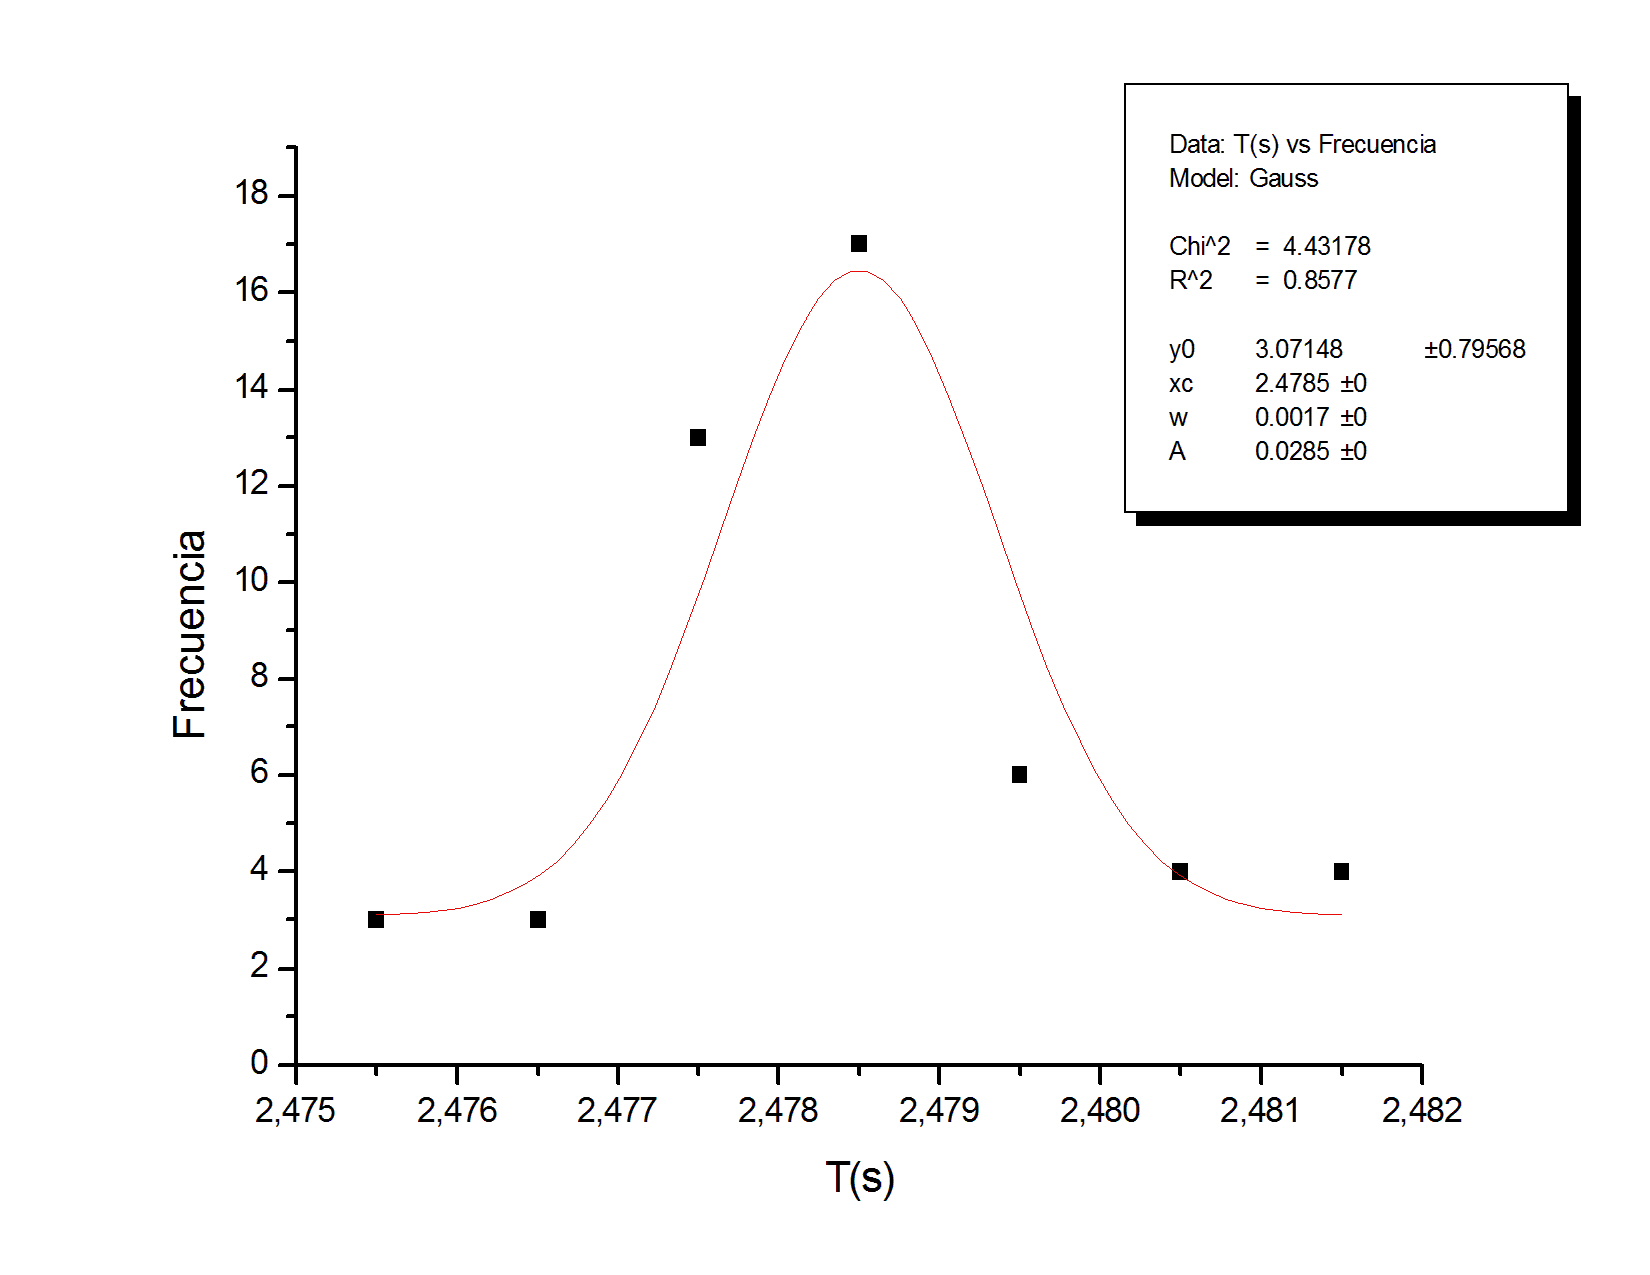 Data: T(s) vs Frecuencia
Model: Gauss
Chi^2 = 4.43178
R^2 = 0.8577
y0 3.07148 ±0.79568
xc 2.4785 ±0
w 0.0017 ±0
A 0.0285 ±0
18
16
14
12
10
8
6
4
2
0
Frecuencia
2,475 2,476 2,477 2,478 2,479 2,480 2,481 2,482
T(s)